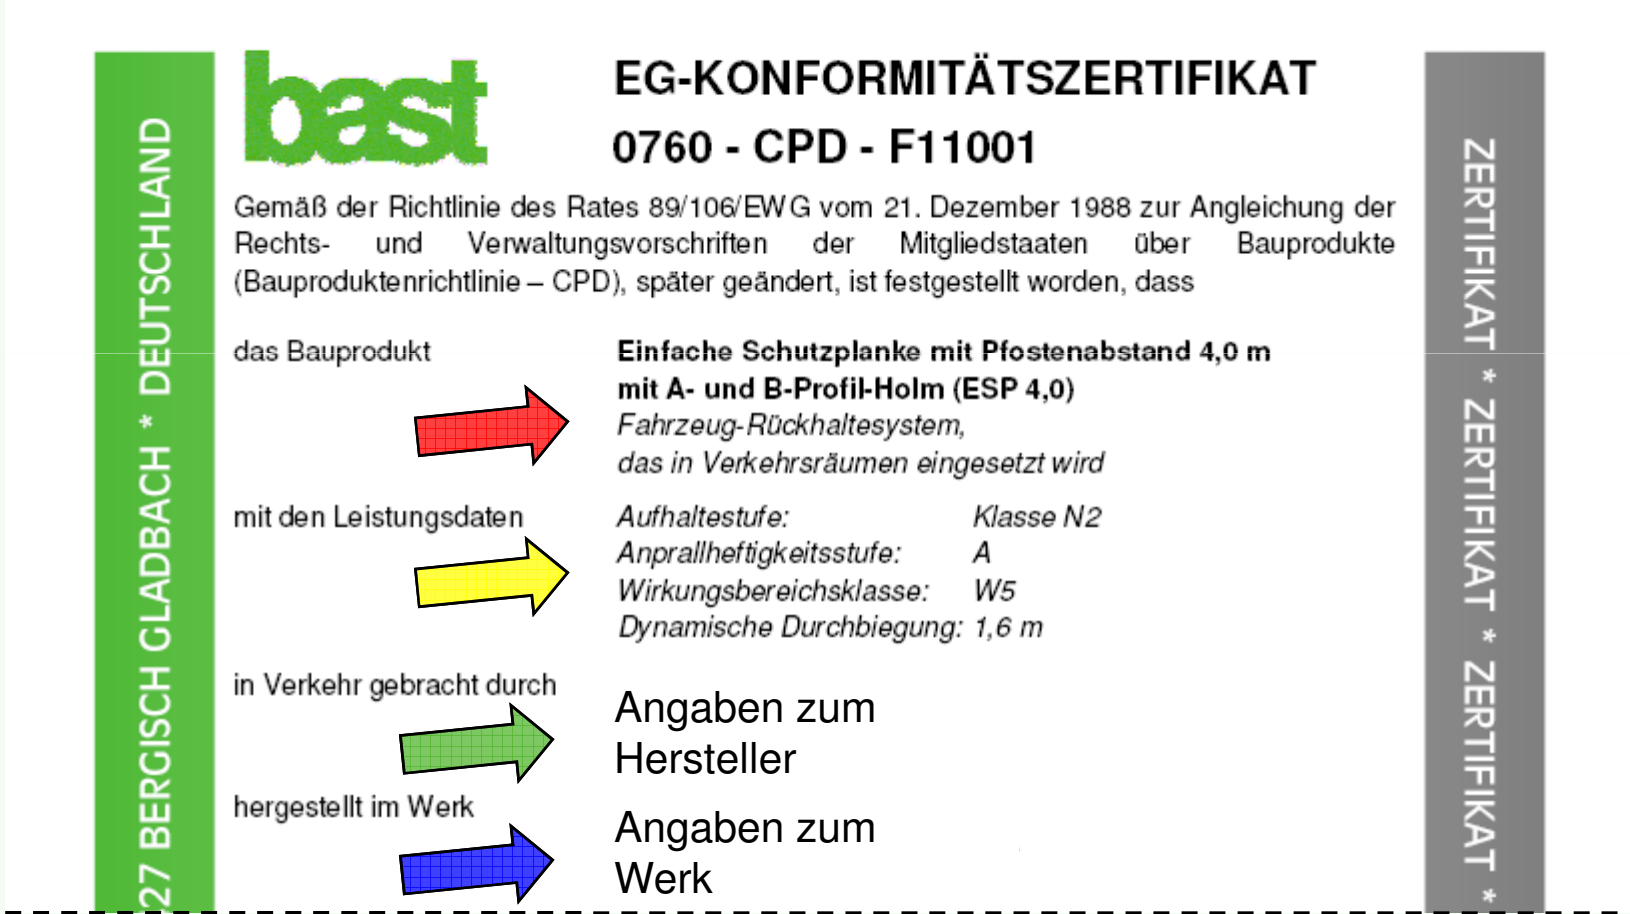 bast
EG-KONFORMITÄTSZERTIFIKAT
0760 - CPD - F11001
Gemäß der Richtlinie des Rates 89/106/EWG vom 21. Dezember 1988 zur Angleichung der
Rechts- und Verwaltungsvorschriften der Mitgliedstaaten über Bauprodukte
(Bauproduktenrichtlinie – CPD), später geändert, ist festgestellt worden, dass
das Bauprodukt
Einfache Schutzplanke mit Pfostenabstand 4,0 m
mit A- und B-Profil-Holm (ESP 4,0)
Fahrzeug-Rückhaltesystem,
das in Verkehrsräumen eingesetzt wird
mit den Leistungsdaten
Aufhaltestufe: Klasse N2
Anprallheftigkeitsstufe: A
Wirkungsbereichsklasse: W5
Dynamische Durchbiegung: 1,6 m
in Verkehr gebracht durch
Angaben zum
Hersteller
hergestellt im Werk
Angaben zum
Werk
27 BERGISCH GLADBACH * DEUTSCHLAND
ZERTIFIKAT * ZERTIFIKAT * ZERTIFIKAT *